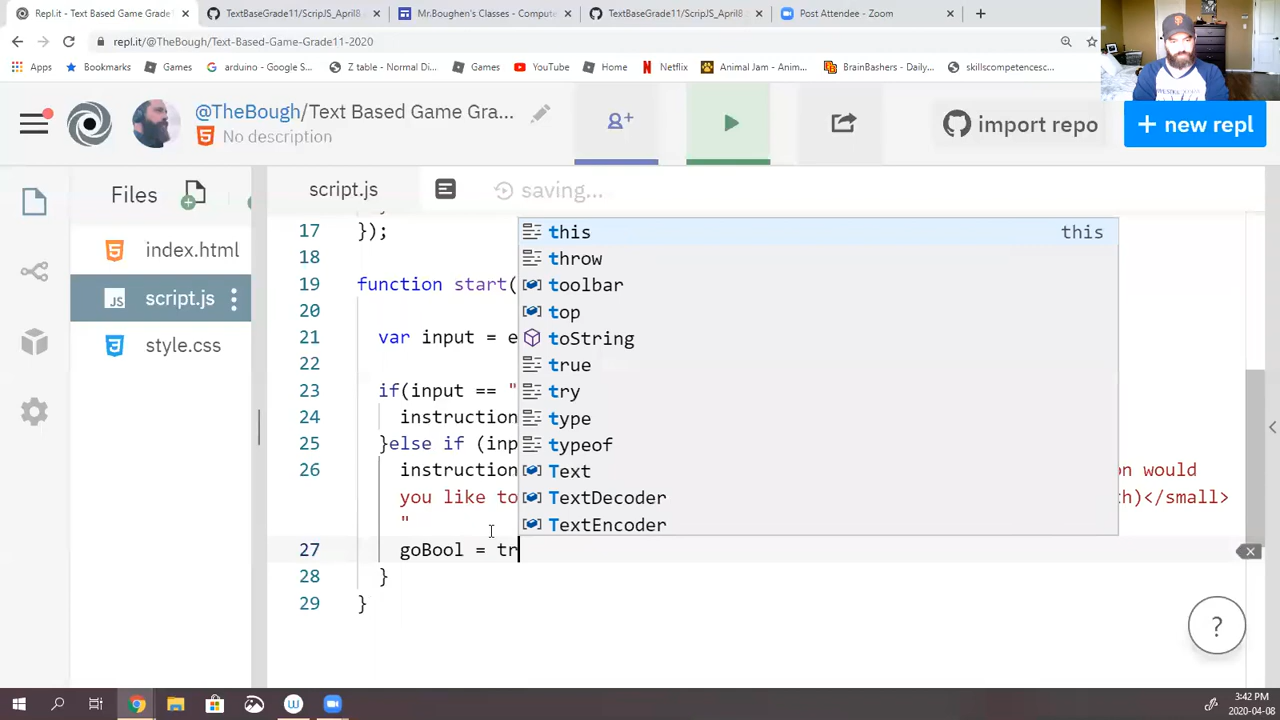 Repl.it - Text Based Game Grade1
TextBaseGrade11/ScripJS_April8
Mr.Boughen's Classes - Compute
TextBaseGrade11/ScripJS_April8
Post Attendee - Zoom
repl.it/@TheBough/Text-Based-Game-Grade11-2020
Apps Bookmarks Games arduino - Google S... Z table - Normal Di... Games YouTube Home Netflix Animal Jam - Anim... BrainBashers - Daily... skillscompetencesc...
@TheBough/Text Based Game Gra...
No description
import repo
+ new repl
Files
script.js
saving...
index.html
script.js
style.css
17 });
18
19 function start(
20
21 var input = e
22
23 if(input == "
24 instruction
25 }else if (inp
26 instruction on would
you like to th)</small>
"
27 goBool = tr
28 }
29 }
this this
throw
toolbar
top
toString
true
try
type
typeof
Text
TextDecoder
TextEncoder
?
3:42 PM
2020-04-08